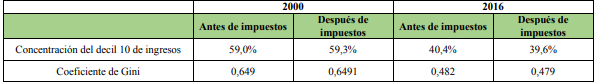 2000 2016
Antes de impuestos Después de impuestos Antes de impuestos Después de impuestos
Concentración del decil 10 de ingresos 59,0% 59,3% 40,4% 39,6%
Coeficiente de Gini 0,649 0,6491 0,482 0,479